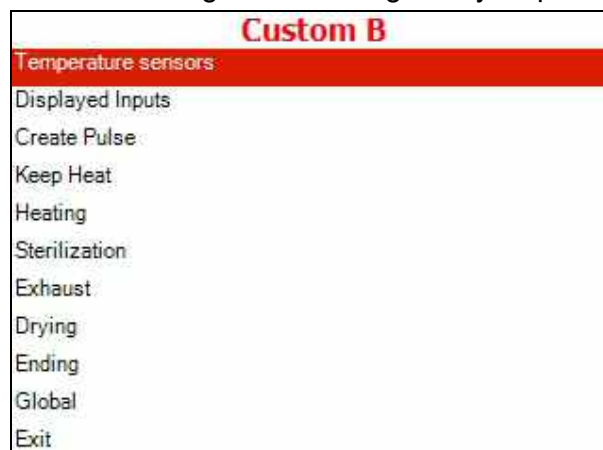 Custom B
Temperature sensors
Displayed Inputs
Create Pulse
Keep Heat
Heating
Sterilization
Exhaust
Drying
Ending
Global
Exit